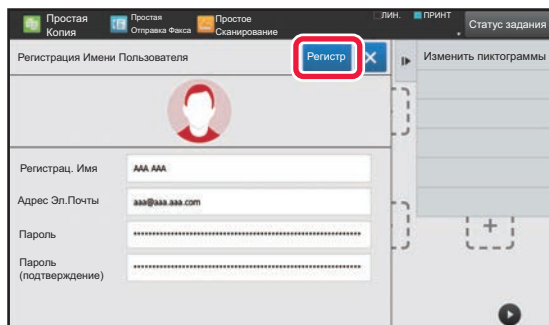 Простая
Копия
Простая
Отправка Факса
Простое
Сканирование
ЛИН.
ПРИНТ
Статус задания
Регистрация Имени Пользователя
Регистр
Изменить пиктограммы
Регистрац. Имя
AAA AAA
Адрес Эл.Почты
aaa@aaa.aaa.com
Пароль
Пароль
(подтверждение)